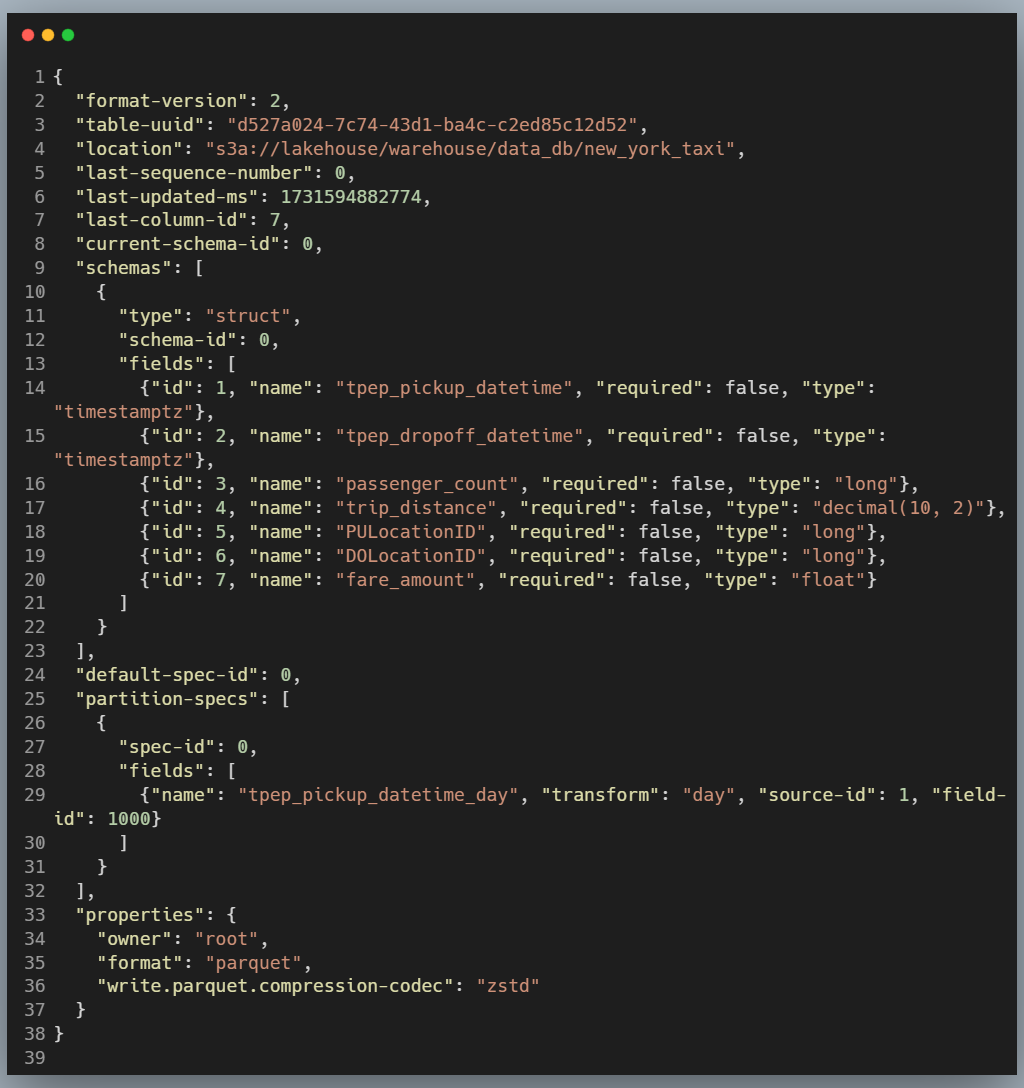 1 {
2   "format-version": 2,
3   "table-uuid": "d527a024-7c74-43d1-ba4c-c2ed85c12d52",
4   "location": "s3a://lakehouse/warehouse/data_db/new_york_taxi",
5   "last-sequence-number": 0,
6   "last-updated-ms": 1731594882774,
7   "last-column-id": 7,
8   "current-schema-id": 0,
9   "schemas": [
10     {
11       "type": "struct",
12       "schema-id": 0,
13       "fields": [
14         {"id": 1, "name": "tpep_pickup_datetime", "required": false, "type":
"timestamptz"},
15         {"id": 2, "name": "tpep_dropoff_datetime", "required": false, "type":
"timestamptz"},
16         {"id": 3, "name": "passenger_count", "required": false, "type": "long"},
17         {"id": 4, "name": "trip_distance", "required": false, "type": "decimal(10, 2)"},
18         {"id": 5, "name": "PULocationID", "required": false, "type": "long"},
19         {"id": 6, "name": "DOLocationID", "required": false, "type": "long"},
20         {"id": 7, "name": "fare_amount", "required": false, "type": "float"}
21       ]
22     }
23   ],
24   "default-spec-id": 0,
25   "partition-specs": [
26     {
27       "spec-id": 0,
28       "fields": [
29         {"name": "tpep_pickup_datetime_day", "transform": "day", "source-id": 1, "field-
id": 1000}
30       ]
31     }
32   ],
33   "properties": {
34     "owner": "root",
35     "format": "parquet",
36     "write.parquet.compression-codec": "zstd"
37   }
38 }
39